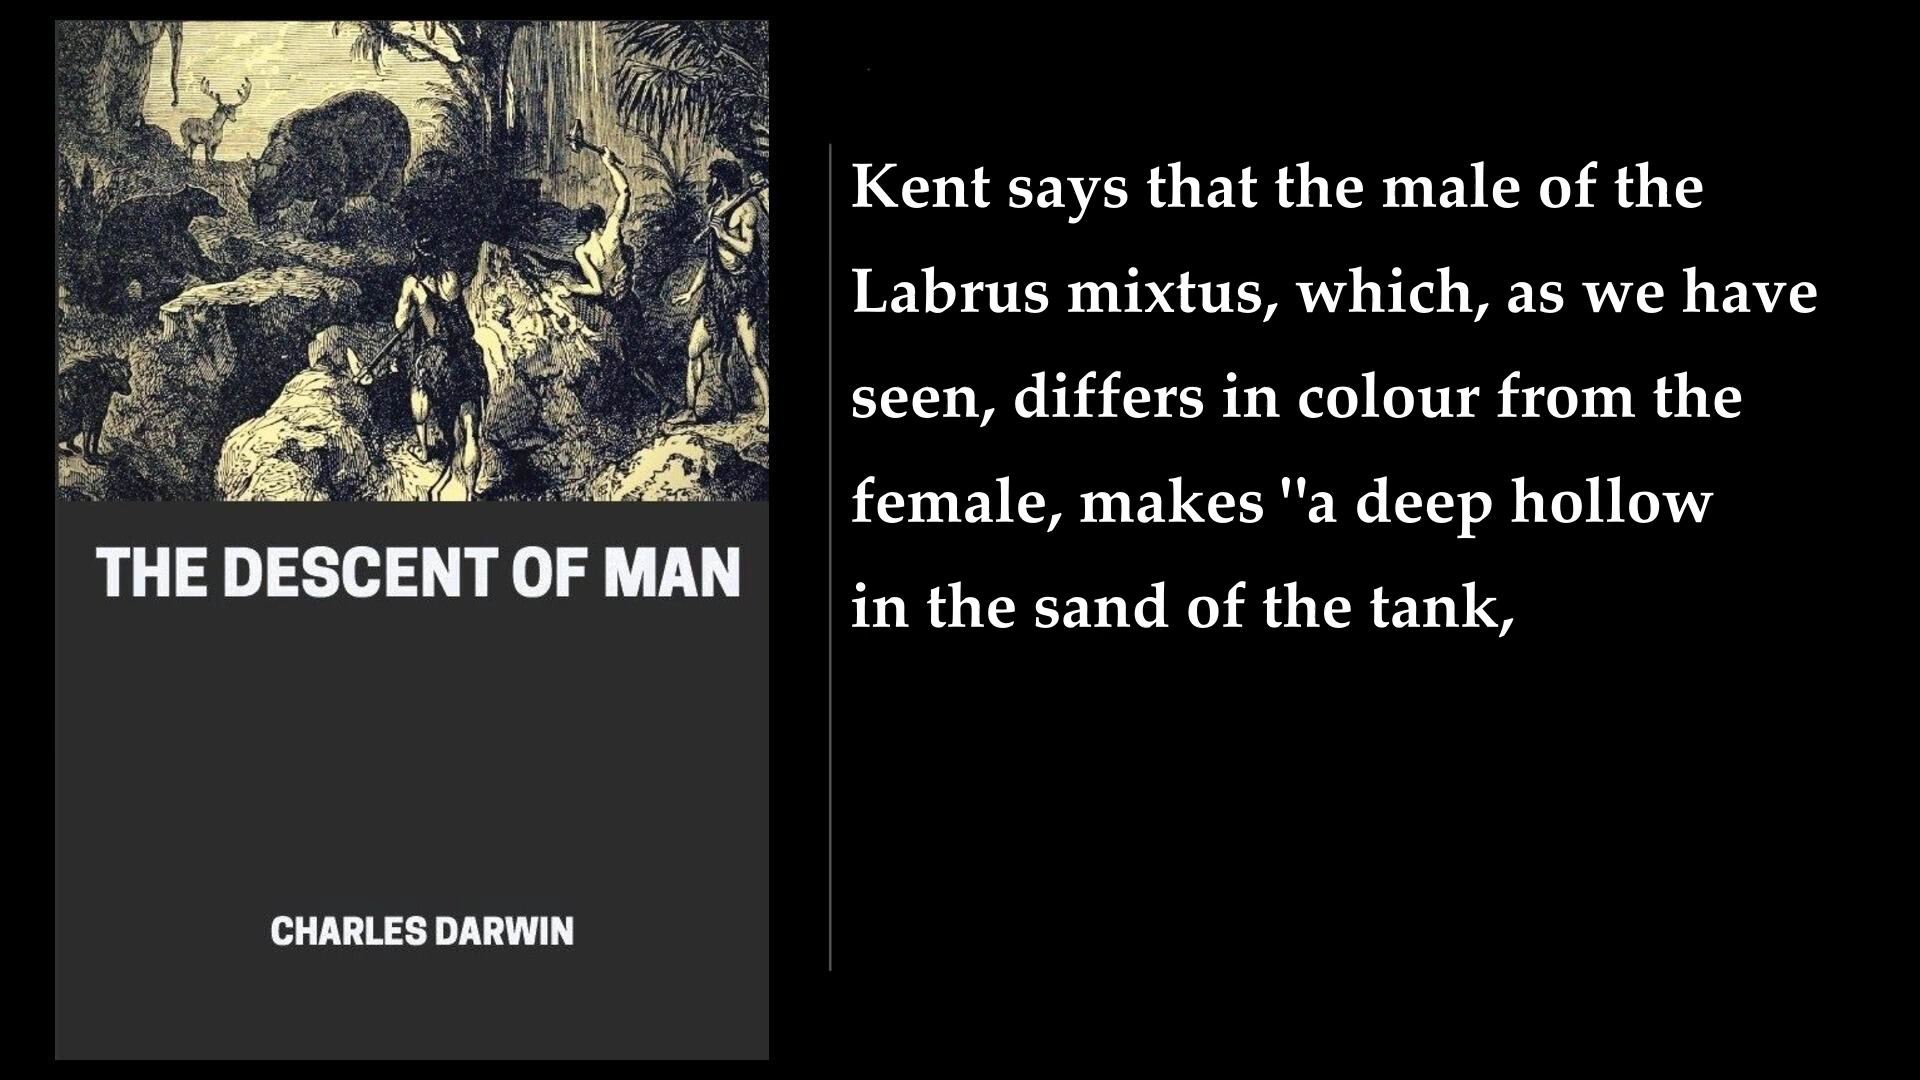 THE DESCENT OF MAN
CHARLES DARWIN
Kent says that the male of the
Labrus mixtus, which, as we have
seen, differs in colour from the
female, makes "a deep hollow
in the sand of the tank,